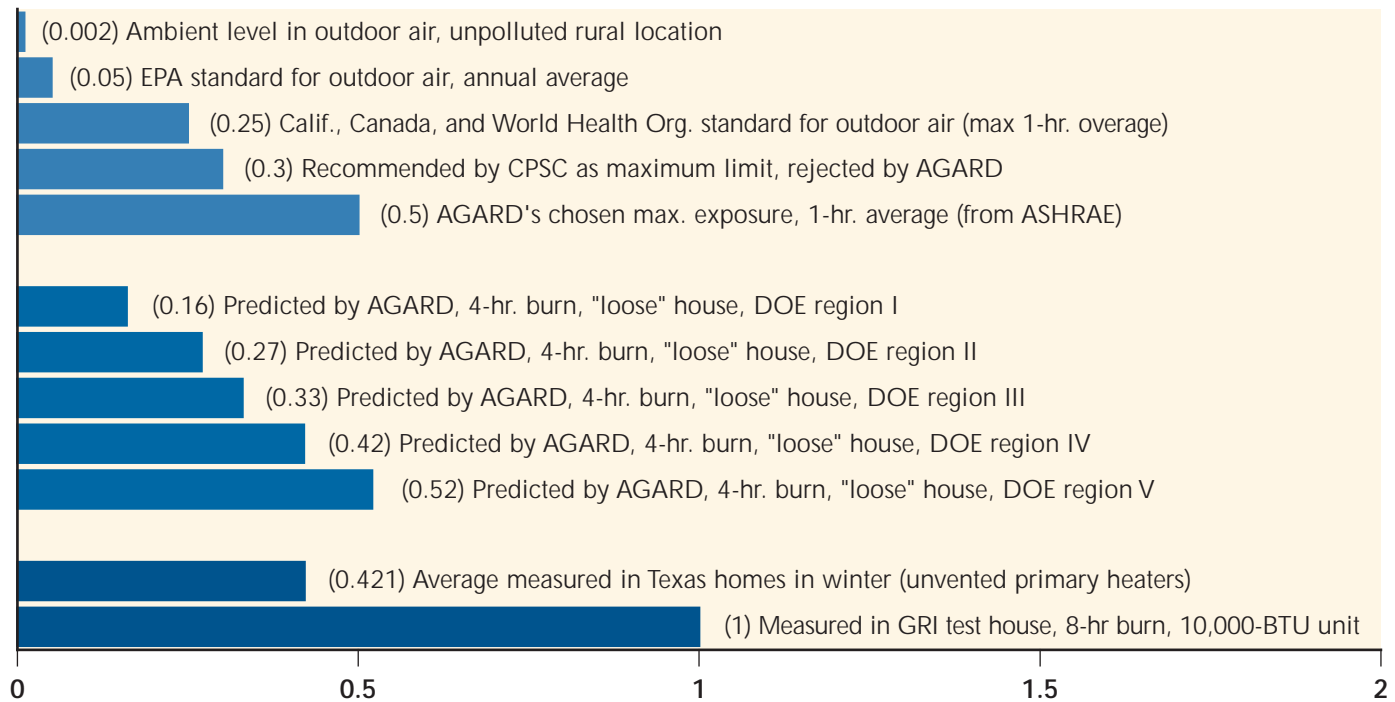 (0.002) Ambient level in outdoor air, unpolluted rural location
(0.05) EPA standard for outdoor air, annual average
(0.25) Calif., Canada, and World Health Org. standard for outdoor air (max 1-hr. overage)
(0.3) Recommended by CPSC as maximum limit, rejected by AGARD
(0.5) AGARD's chosen max. exposure, 1-hr. average (from ASHRAE)
(0.16) Predicted by AGARD, 4-hr. burn, "loose" house, DOE region I
(0.27) Predicted by AGARD, 4-hr. burn, "loose" house, DOE region II
(0.33) Predicted by AGARD, 4-hr. burn, "loose" house, DOE region III
(0.42) Predicted by AGARD, 4-hr. burn, "loose" house, DOE region IV
(0.52) Predicted by AGARD, 4-hr. burn, "loose" house, DOE region V
(0.421) Average measured in Texas homes in winter (unvented primary heaters)
(1) Measured in GRI test house, 8-hr burn, 10,000-BTU unit
0 0.5 1 1.5 2